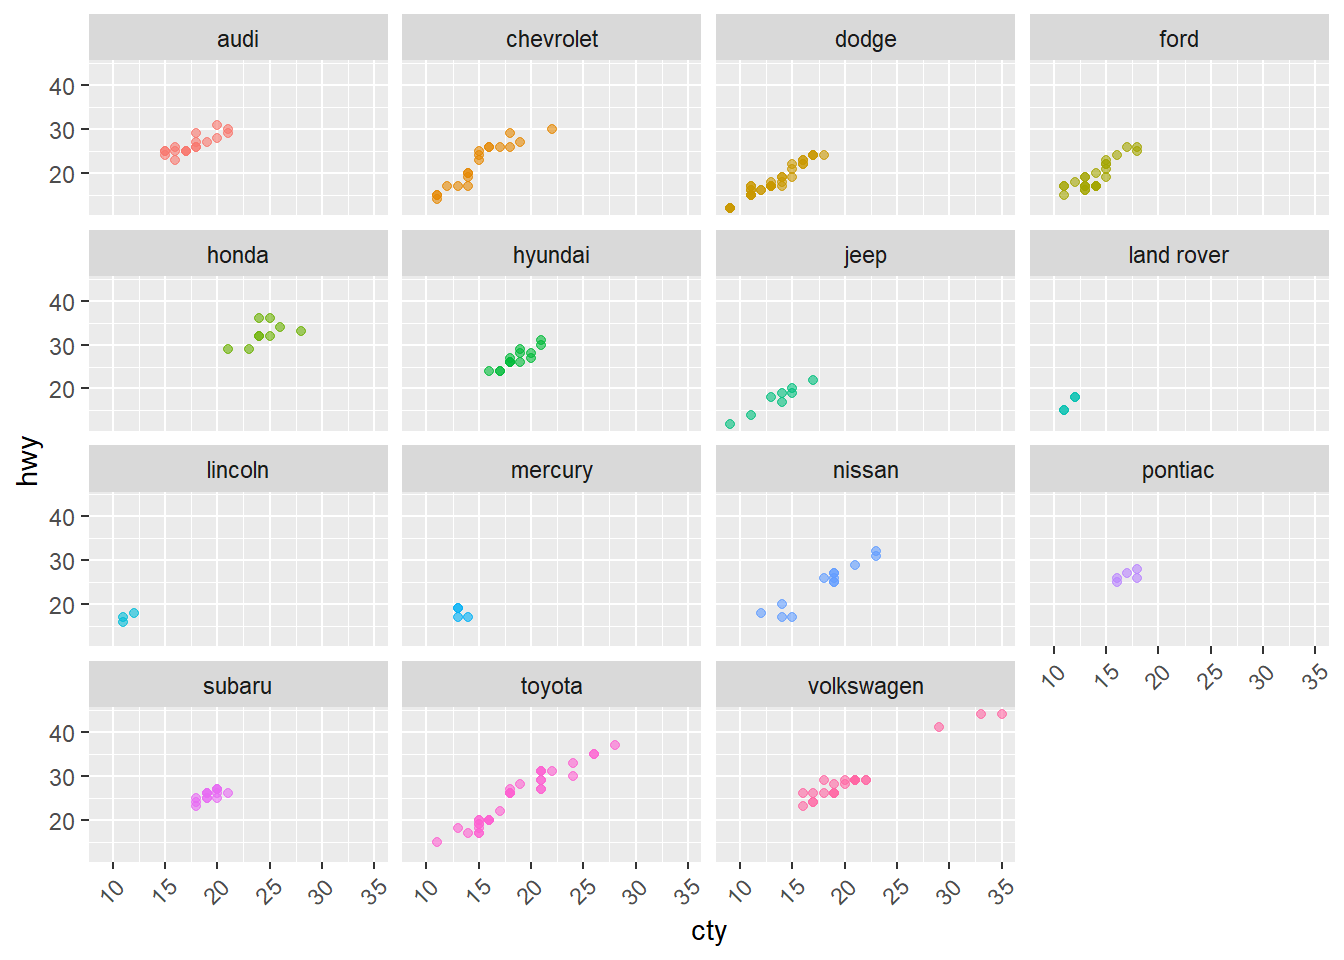 audi chevrolet dodge ford
40
30
20
honda hyundai jeep land rover
40
30
20
hwy
lincoln mercury nissan pontiac
40
30
20
10 15 20 25 30 35
subaru toyota volkswagen
40
30
20
10 15 20 25 30 35 10 15 20 25 30 35 10 15 20 25 30 35
cty